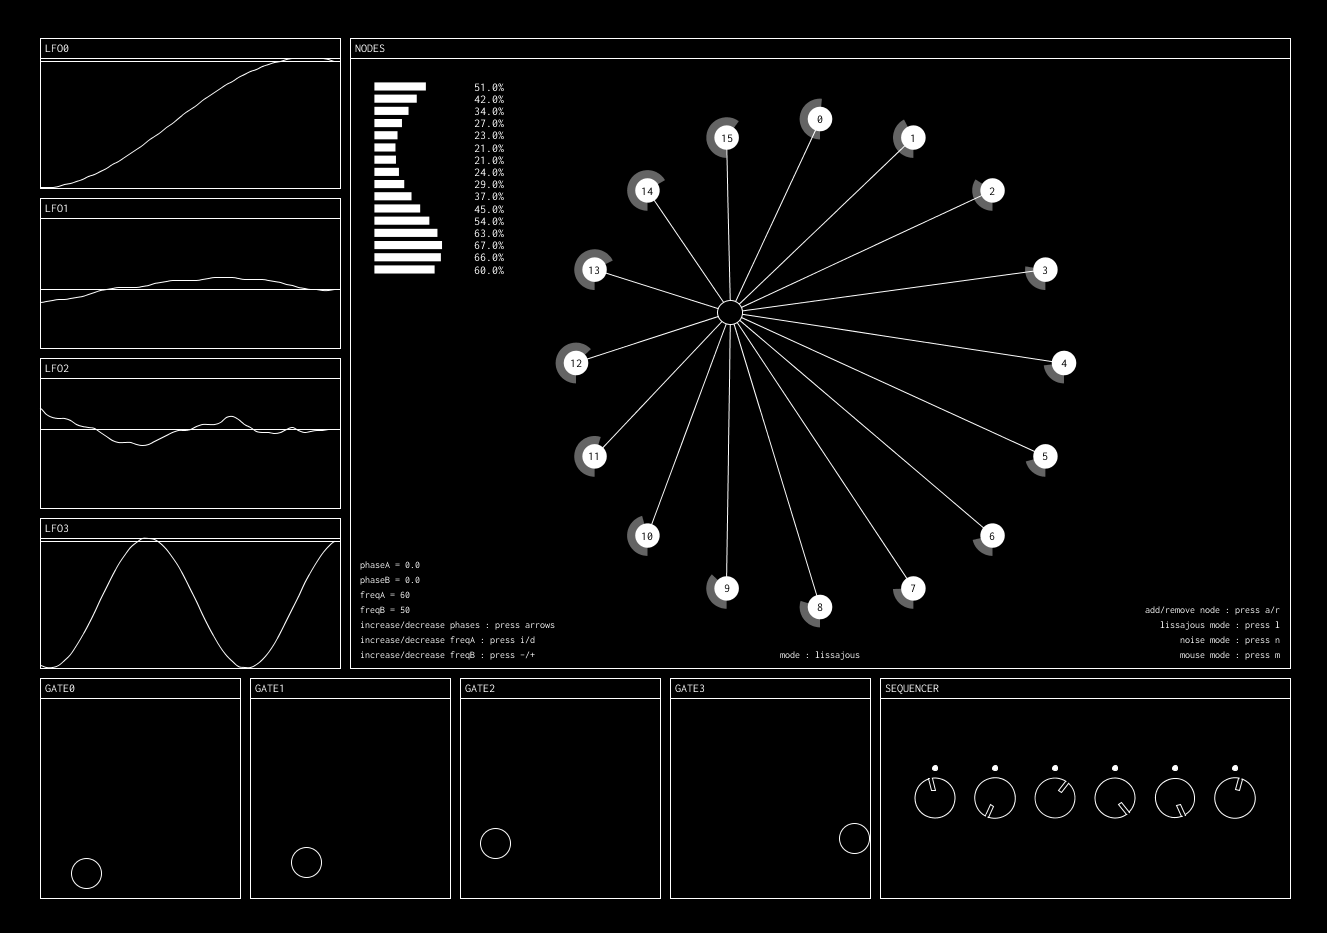 LFO0
LFO1
LFO2
LFO3
NODES
51.0%
42.0%
34.0%
27.0%
23.0%
21.0%
21.0%
24.0%
29.0%
37.0%
45.0%
54.0%
63.0%
67.0%
66.0%
60.0%
0
1
2
3
4
5
6
7
8
9
10
11
12
13
14
15
phaseA = 0.0
phaseB = 0.0
freqA = 60
freqB = 50
increase/decrease phases : press arrows
increase/decrease freqA : press i/d
increase/decrease freqB : press -/+
mode : lissajous
add/remove node : press a/r
lissajous mode : press l
noise mode : press n
mouse mode : press m
GATE0
GATE1
GATE2
GATE3
SEQUENCER